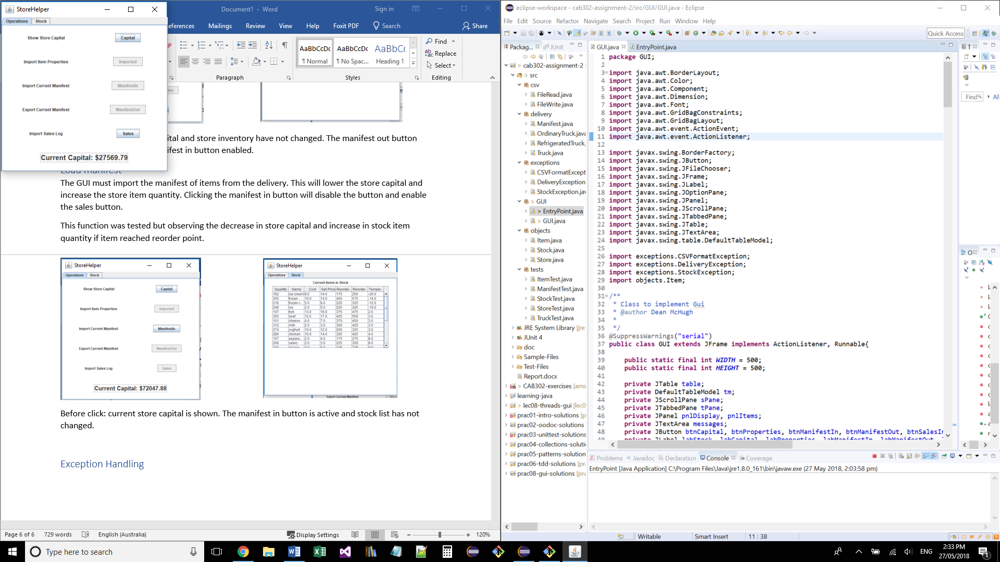 StoreHelper
Operations Stock
Show Store Capital Capital
Import Item Properties Imported
Import Current Manifest ManifestIn
Export Current Manifest ManifestOut
Import Sales Log Sales
Current Capital: $27569.79
Document1 - Word
Sign in
eferences Mailings Review View Help Foxit PDF Search Share
AaBbCcDc AaBbCcDc AaBbCc
¶ Normal ¶ No Spac... Heading 1
Find
Replace
Select
Paragraph Styles Editing
ital and store inventory have not changed. The manifest out button
ifest in button enabled.
The GUI must import the manifest of items from the delivery. This will lower the store capital and
increase the store item quantity. Clicking the manifest in button will disable the button and enable
the sales button.
This function was tested but observing the decrease in store capital and increase in stock item
quantity if item reached reorder point.
StoreHelper
Operations Stock
Show Store Capital Capital
Import Item Properties Imported
Import Current Manifest ManifestIn
Export Current Manifest ManifestOut
Import Sales Log Sales
Current Capital: $72047.88
StoreHelper
Operations Stock
Current Items in Stock
Quantity Name Cost Sell Price Reorder... Reorder... Temper...
162 ice cream 8.0 14.0 175 250 -20.0
355 frozen ... 10.0 14.0 450 575 -14.0
216 frozen v... 5.0 8.0 225 325 -12.0
249 ice 2.0 5.0 225 325 -10.0
107 fish 13.0 16.0 375 475 2.0
355 beef 12.0 17.0 425 550 3.0
101 cheese 4.0 7.0 375 450 3.0
312 milk 2.0 3.0 300 425 3.0
274 yoghurt 10.0 12.0 200 325 3.0
286 chicken 10.0 14.0 325 425 4.0
157 aspara... 2.0 4.0 175 275 8.0
266 celery 2.0 3.0 225 350 8.0
Export Current Manifest
Before click: current store capital is shown. The manifest in button is active and stock list has not
changed.
Exception Handling
Page 6 of 6 729 words English (Australia) Display Settings 120%
eclipse-workspace - cab302-assignment-2/src/GUI/GUI.java - Eclipse
File Edit Source Refactor Navigate Search Project Run Window Help
Quick Access
Packag... JUnit
> cab302-assignment-2
> src
csv
FileRead.java
FileWrite.java
delivery
Manifest.java
OrdinaryTruck.java
RefrigeratedTruck.
Truck.java
exceptions
CSVFormatExcept
DeliveryException
StockException.jav
> GUI
> EntryPoint.java
> GUI.java
objects
Item.java
Stock.java
Store.java
tests
ItemTest.java
ManifestTest.java
StockTest.java
StoreTest.java
TruckTest.java
JRE System Library [jre
JUnit 4
doc
Sample-Files
Test-Files
Report.docx
> CAB302-exercises [ams
learning-java
> lec08-threads-gui [lec0
prac01-intro-solutions [p
prac02-oodoc-solutions
prac03-unittest-solutions
prac04-collections-soluti
prac05-patterns-solution
prac06-tdd-solutions [pr
prac08-gui-solutions [pra
GUI.java EntryPoint.java
1 package GUI;
2
3 import java.awt.BorderLayout;
4 import java.awt.Color;
5 import java.awt.Component;
6 import java.awt.Dimension;
7 import java.awt.Font;
8 import java.awt.GridBagConstraints;
9 import java.awt.GridBagLayout;
10 import java.awt.event.ActionEvent;
11 import java.awt.event.ActionListener;
12
13 import javax.swing.BorderFactory;
14 import javax.swing.JButton;
15 import javax.swing.JFileChooser;
16 import javax.swing.JFrame;
17 import javax.swing.JLabel;
18 import javax.swing.JOptionPane;
19 import javax.swing.JPanel;
20 import javax.swing.JScrollPane;
21 import javax.swing.JTabbedPane;
22 import javax.swing.JTable;
23 import javax.swing.JTextArea;
24 import javax.swing.table.DefaultTableModel;
25
26 import exceptions.CSVFormatException;
27 import exceptions.DeliveryException;
28 import exceptions.StockException;
29 import objects.Item;
30
31 /**
32 * Class to implement Gui
33 * @author Dean McHugh
34 *
35 */
36 @SuppressWarnings("serial")
37 public class GUI extends JFrame implements ActionListener, Runnable{
38
39 public static final int WIDTH = 500;
40 public static final int HEIGHT = 500;
41
42 private JTable table;
43 private DefaultTableModel tm;
44 private JScrollPane sPane;
45 private JTabbedPane tPane;
46 private JPanel pnlDisplay, pnlItems;
47 private JTextArea messages;
48 private JButton btnCapital, btnProperties, btnManifestIn, btnManifestOut, btnSalesIn
Find Al
Problems Javadoc Declaration Console Coverage
EntryPoint [Java Application] C:\Program Files\Java\jre1.8.0_161\bin\javaw.exe (27 May 2018, 2:03:58 pm)
Writable Smart Insert 11 : 38
Type here to search
ENG
2:33 PM
27/05/2018